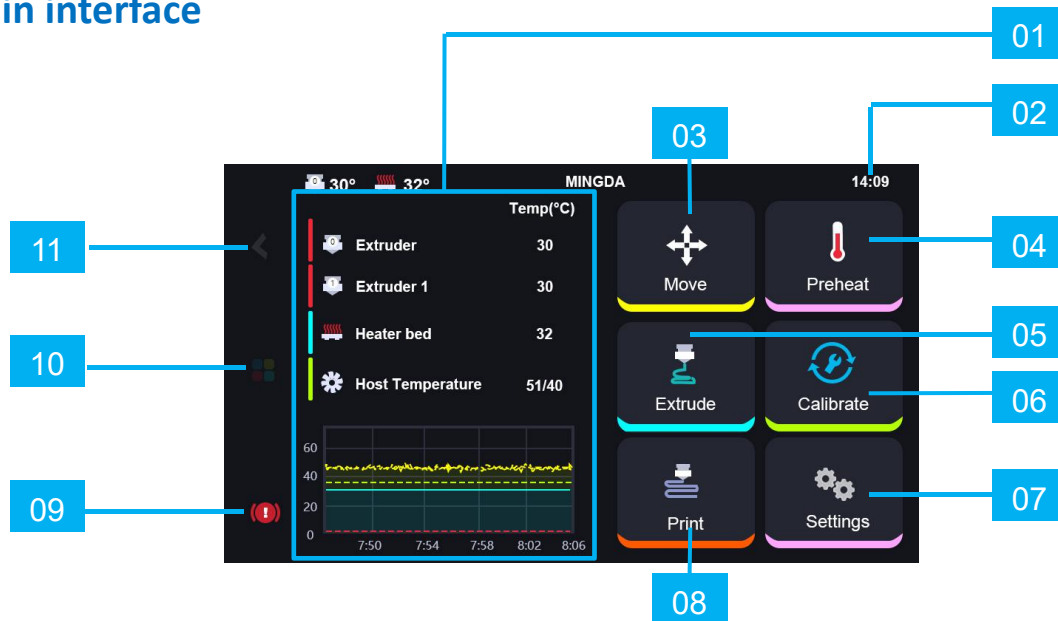 in interface
01
02
03
30° 32° MINGDA 14:09
Temp(°C)
Extruder 30
Extruder 1 30
Heater bed 32
Host Temperature 51/40
60
40
20
0
7:50 7:54 7:58 8:02 8:06
Move
Preheat
Extrude
Calibrate
Print
Settings
04
05
06
07
08
09
10
11